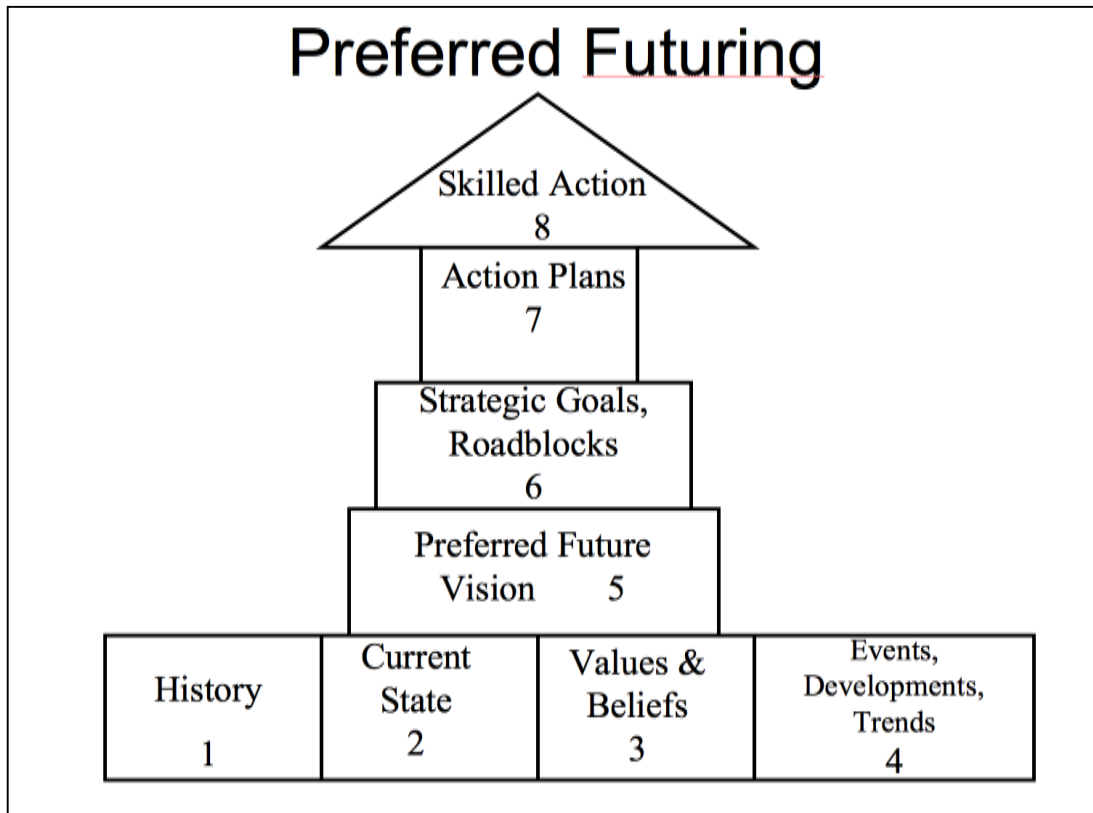 Preferred Futuring
Skilled Action
8
Action Plans
7
Strategic Goals,
Roadblocks
6
Preferred Future
Vision 5
History
1
Current
State
2
Values &
Beliefs
3
Events,
Developments,
Trends
4